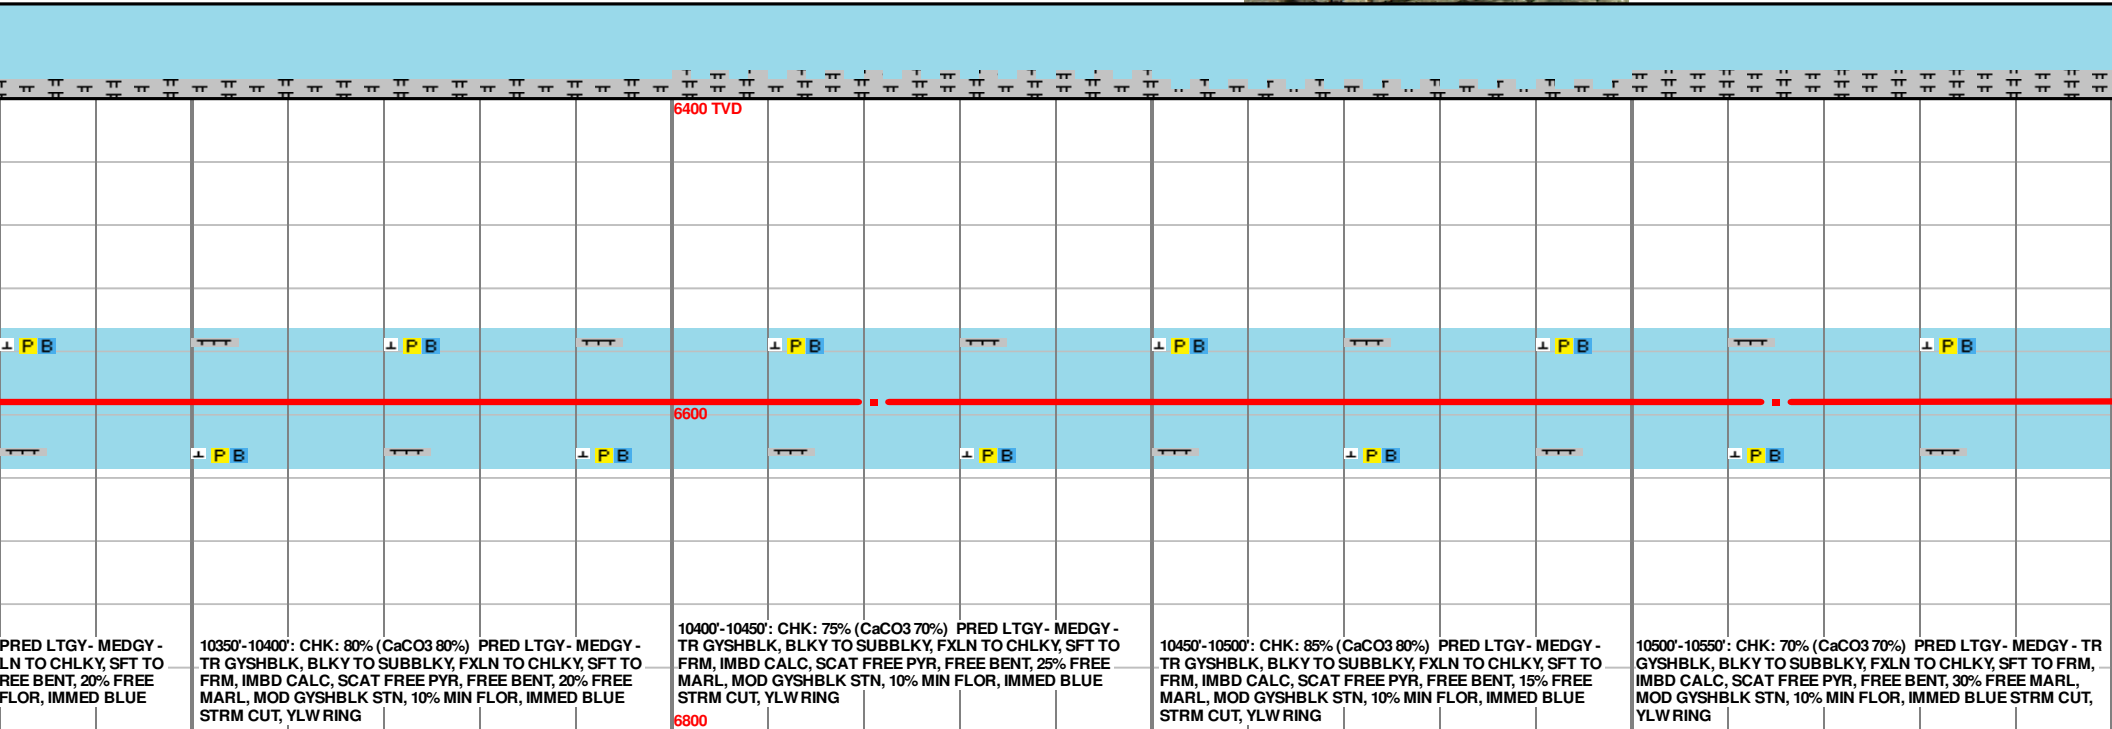 6400 TVD
P B P B P B P B P B P B
6600
P B P B P B P B P B
PRED LTGY - MEDGY -
LN TO CHLKY, SFT TO
REE BENT, 20% FREE
FLOR, IMMED BLUE
10350'-10400': CHK: 80% (CaCO3 80%) PRED LTGY - MEDGY -
TR GYSHBLK, BLKY TO SUBBLKY, FXLN TO CHLKY, SFT TO
FRM, IMBD CALC, SCAT FREE PYR, FREE BENT, 20% FREE
MARL, MOD GYSHBLK STN, 10% MIN FLOR, IMMED BLUE
STRM CUT, YLW RING
10400'-10450': CHK: 75% (CaCO3 70%) PRED LTGY - MEDGY -
TR GYSHBLK, BLKY TO SUBBLKY, FXLN TO CHLKY, SFT TO
FRM, IMBD CALC, SCAT FREE PYR, FREE BENT, 25% FREE
MARL, MOD GYSHBLK STN, 10% MIN FLOR, IMMED BLUE
STRM CUT, YLW RING
6800
10450'-10500': CHK: 85% (CaCO3 80%) PRED LTGY - MEDGY -
TR GYSHBLK, BLKY TO SUBBLKY, FXLN TO CHLKY, SFT TO
FRM, IMBD CALC, SCAT FREE PYR, FREE BENT, 15% FREE
MARL, MOD GYSHBLK STN, 10% MIN FLOR, IMMED BLUE
STRM CUT, YLW RING
10500'-10550': CHK: 70% (CaCO3 70%) PRED LTGY - MEDGY - TR
GYSHBLK, BLKY TO SUBBLKY, FXLN TO CHLKY, SFT TO FRM,
IMBD CALC, SCAT FREE PYR, FREE BENT, 30% FREE MARL,
MOD GYSHBLK STN, 10% MIN FLOR, IMMED BLUE STRM CUT,
YLW RING